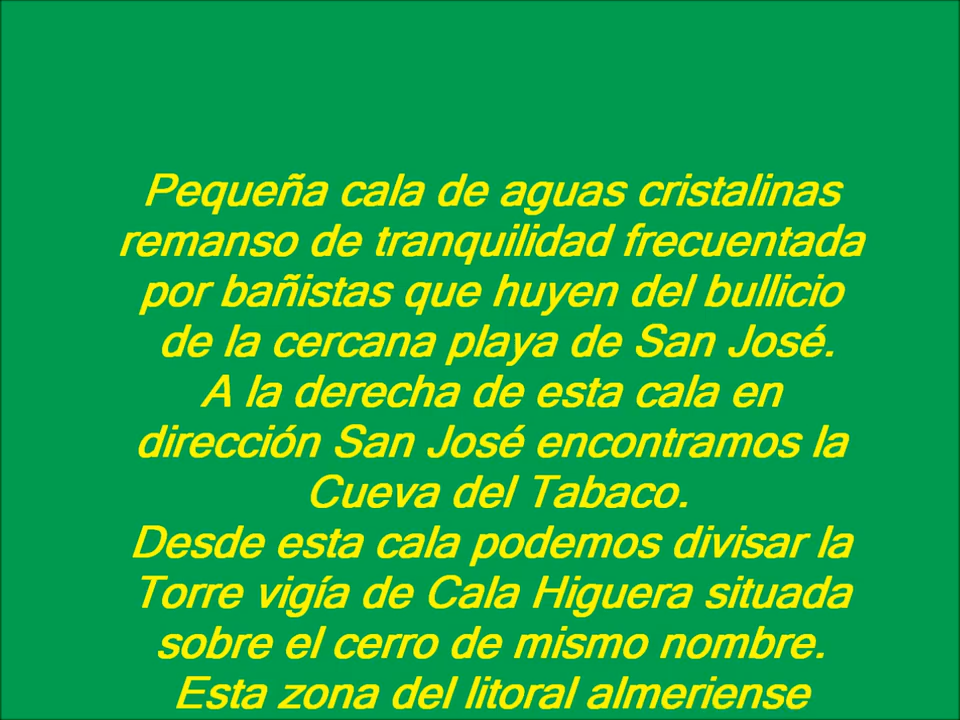 Pequeña cala de aguas cristalinas
remanso de tranquilidad frecuentada
por bañistas que huyen del bullicio
de la cercana playa de San José.
A la derecha de esta cala en
dirección San José encontramos la
Cueva del Tabaco.
Desde esta cala podemos divisar la
Torre vigía de Cala Higuera situada
sobre el cerro de mismo nombre.
Esta zona del litoral almeriense